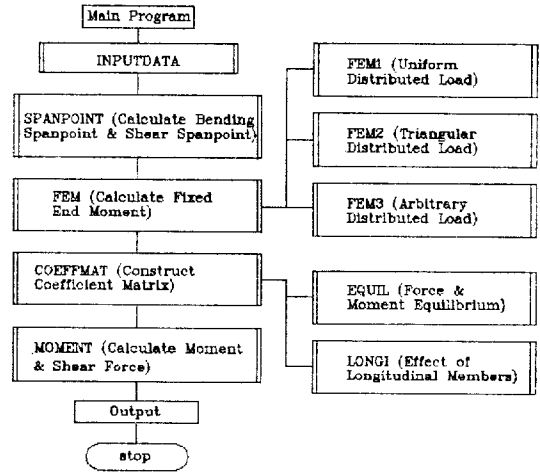 Main Program
INPUTDATA
SPANPOINT (Calculate Bending
Spanpoint & Shear Spanpoint)
FEM (Calculate Fixed
End Moment)
COEFFMAT (Construct
Coefficient Matrix)
MOMENT (Calculate Moment
& Shear Force)
Output
stop
FEM1 (Uniform
Distributed Load)
FEM2 (Triangular
Distributed Load)
FEM3 (Arbitrary
Distributed Load)
EQUIL (Force &
Moment Equilibrium)
LONGI (Effect of
Longitudinal Members)